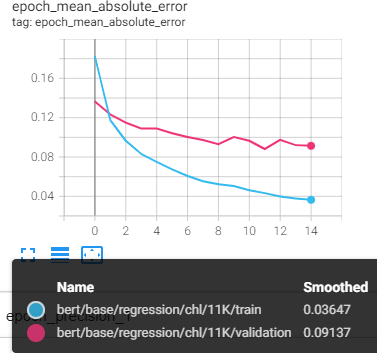 epoch_mean_absolute_error
tag: epoch_mean_absolute_error
0.16
0.12
0.08
0.04
0 2 4 6 8 10 12 14
Name Smoothed
bert/base/regression/chl/11K/train 0.03647
bert/base/regression/chl/11K/validation 0.09137